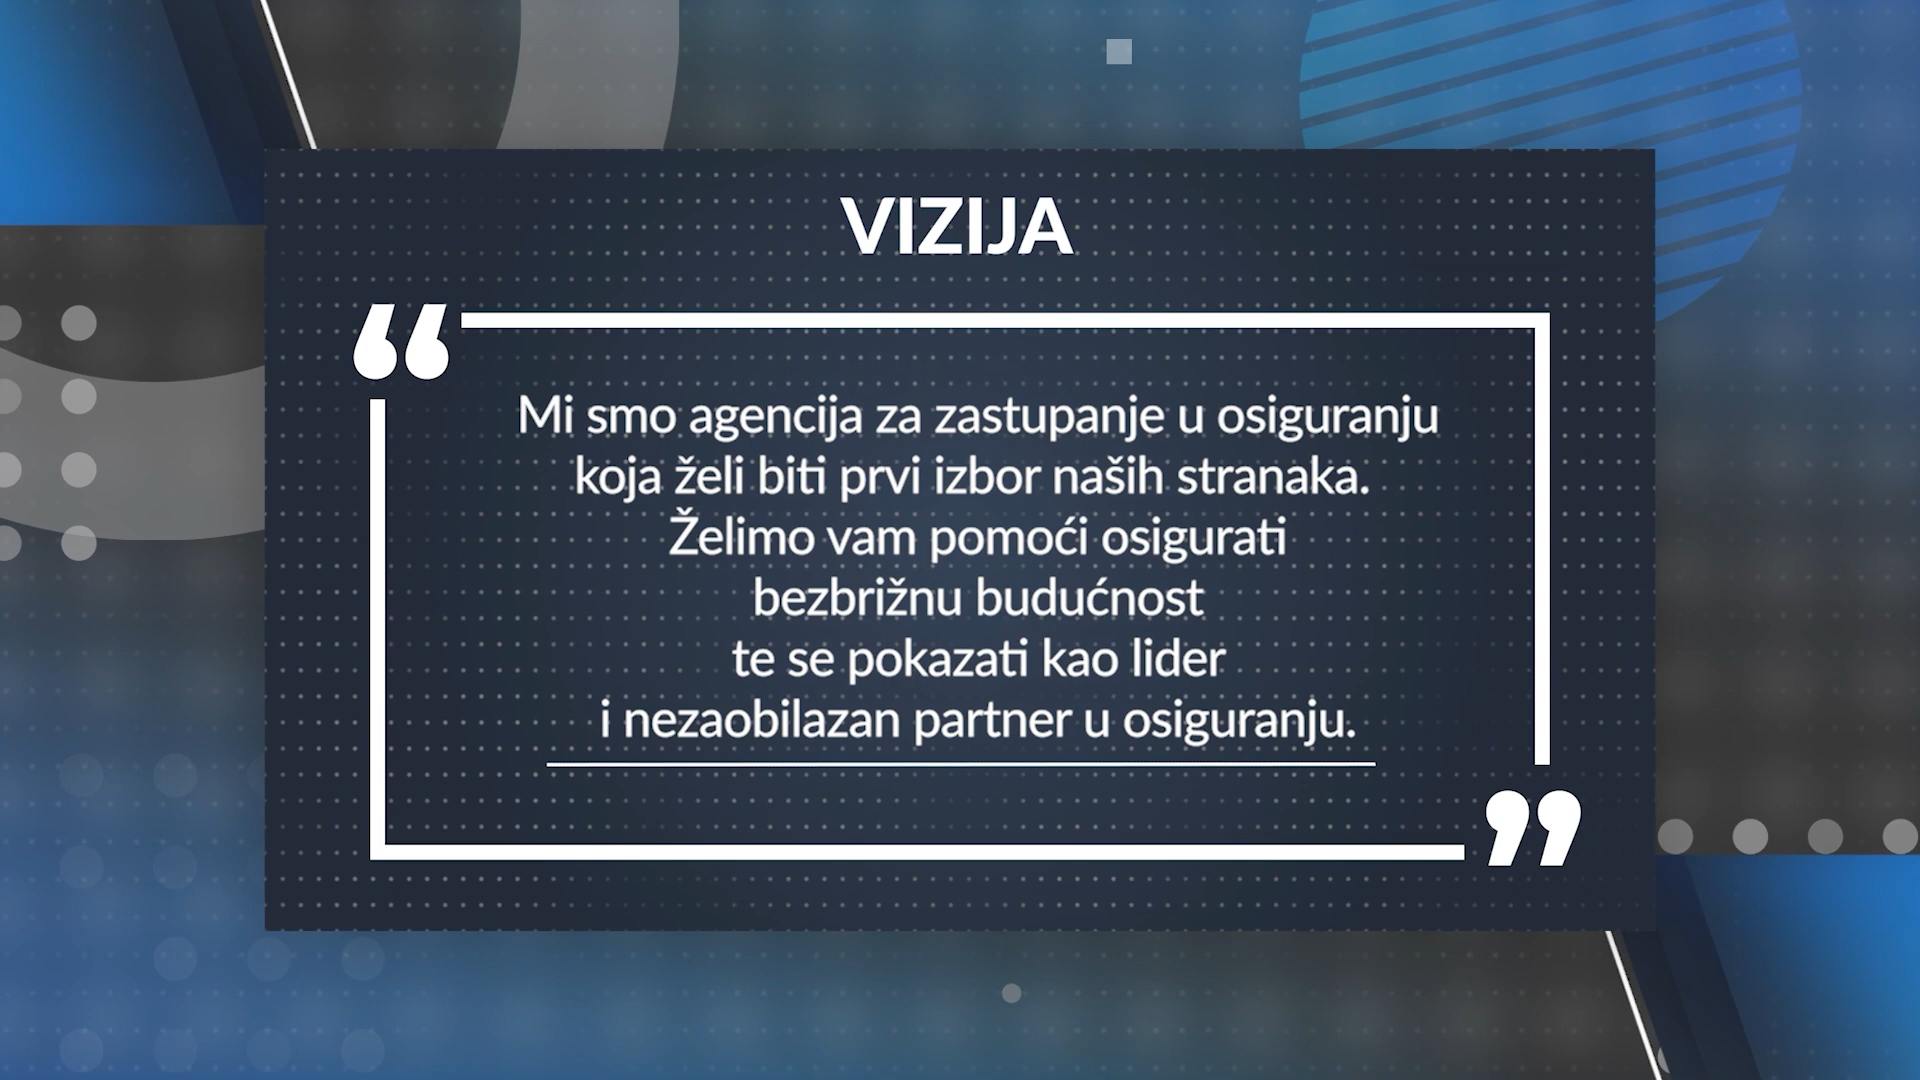 VIZIJA
“
Mi smo agencija za zastupanje u osiguranju
koja želi biti prvi izbor naših stranaka.
Želimo vam pomoći osigurati
bezbrižnu budućnost
te se pokazati kao lider
i nezaobilazan partner u osiguranju.
”